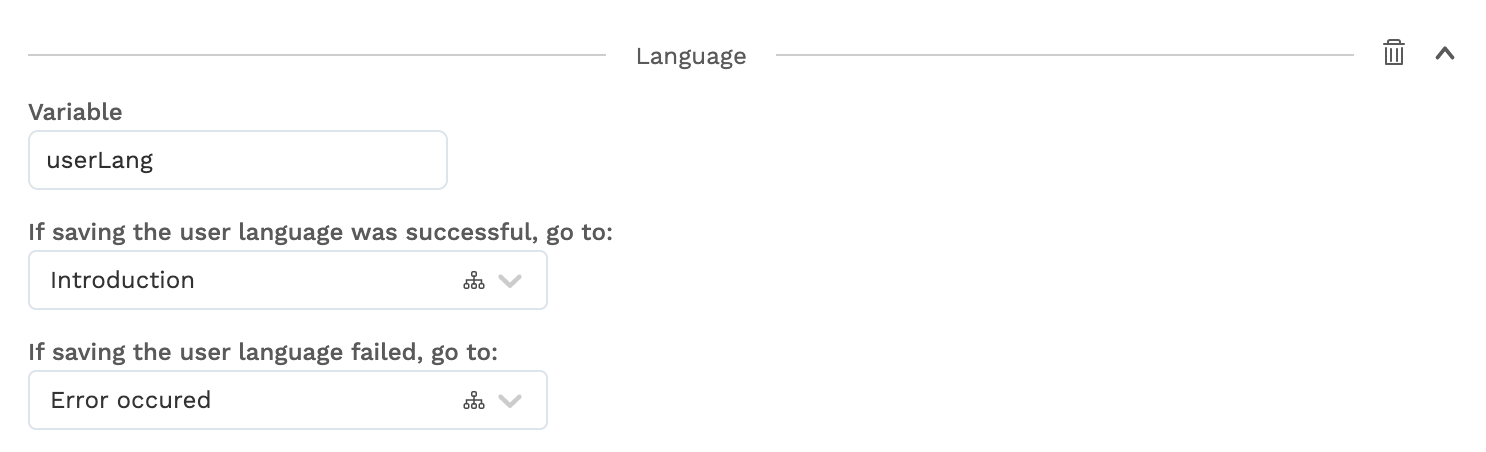 Language
Variable
userLang
If saving the user language was successful, go to:
Introduction
If saving the user language failed, go to:
Error occured